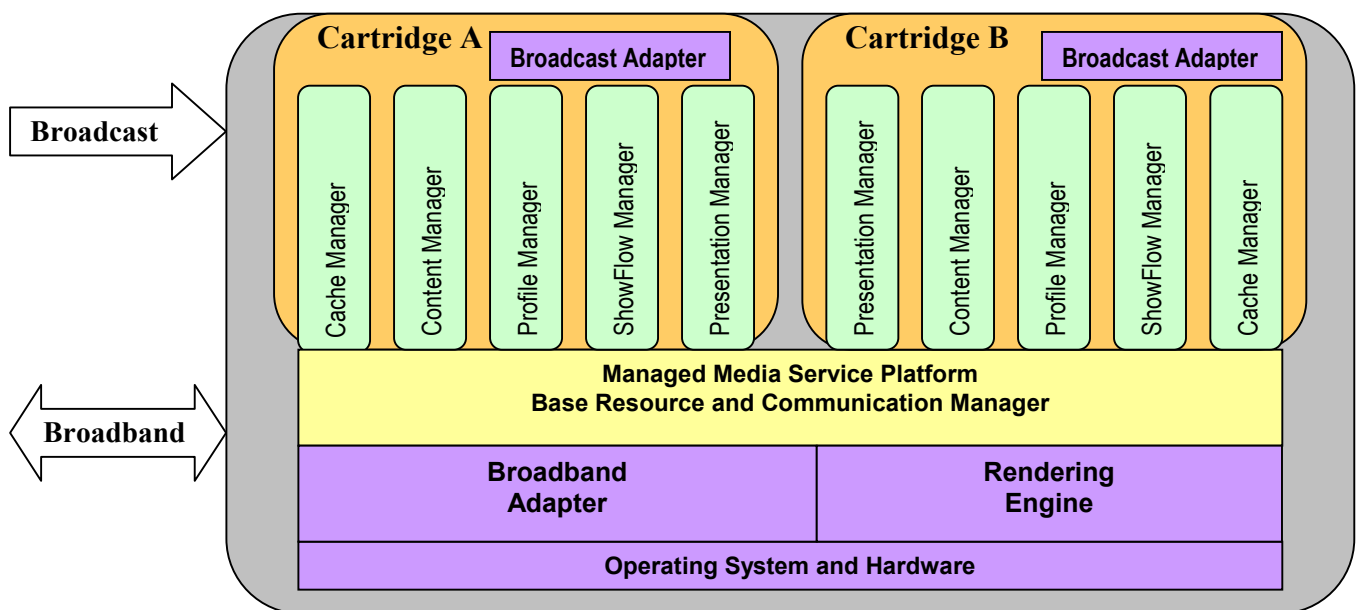 Cartridge A
Broadcast Adapter
Cartridge B
Broadcast Adapter
Broadcast
Cache Manager
Content Manager
Profile Manager
ShowFlow Manager
Presentation Manager
Presentation Manager
Content Manager
Profile Manager
ShowFlow Manager
Cache Manager
Managed Media Service Platform
Base Resource and Communication Manager
Broadband
Broadband
Adapter
Rendering
Engine
Operating System and Hardware